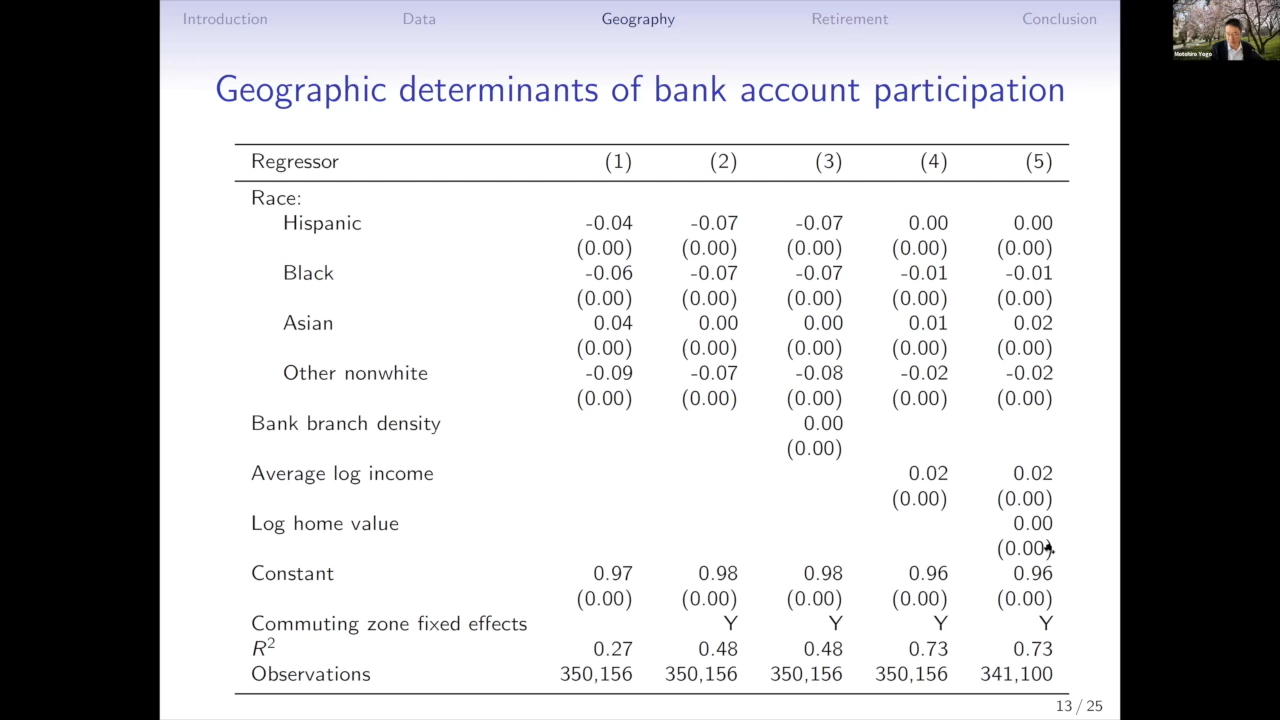 Introduction Data Geography Retirement Conclusion
Motohiro Yogo
Geographic determinants of bank account participation
Regressor (1) (2) (3) (4) (5)
Race:
Hispanic -0.04 -0.07 -0.07 0.00 0.00
(0.00) (0.00) (0.00) (0.00) (0.00)
Black -0.06 -0.07 -0.07 -0.01 -0.01
(0.00) (0.00) (0.00) (0.00) (0.00)
Asian 0.04 0.00 0.00 0.01 0.02
(0.00) (0.00) (0.00) (0.00) (0.00)
Other nonwhite -0.09 -0.07 -0.08 -0.02 -0.02
(0.00) (0.00) (0.00) (0.00) (0.00)
Bank branch density 0.00
(0.00)
Average log income 0.02 0.02
(0.00) (0.00)
Log home value 0.00
(0.00)
Constant 0.97 0.98 0.98 0.96 0.96
(0.00) (0.00) (0.00) (0.00) (0.00)
Commuting zone fixed effects Y Y Y Y
R² 0.27 0.48 0.48 0.73 0.73
Observations 350,156 350,156 350,156 350,156 341,100
13 / 25